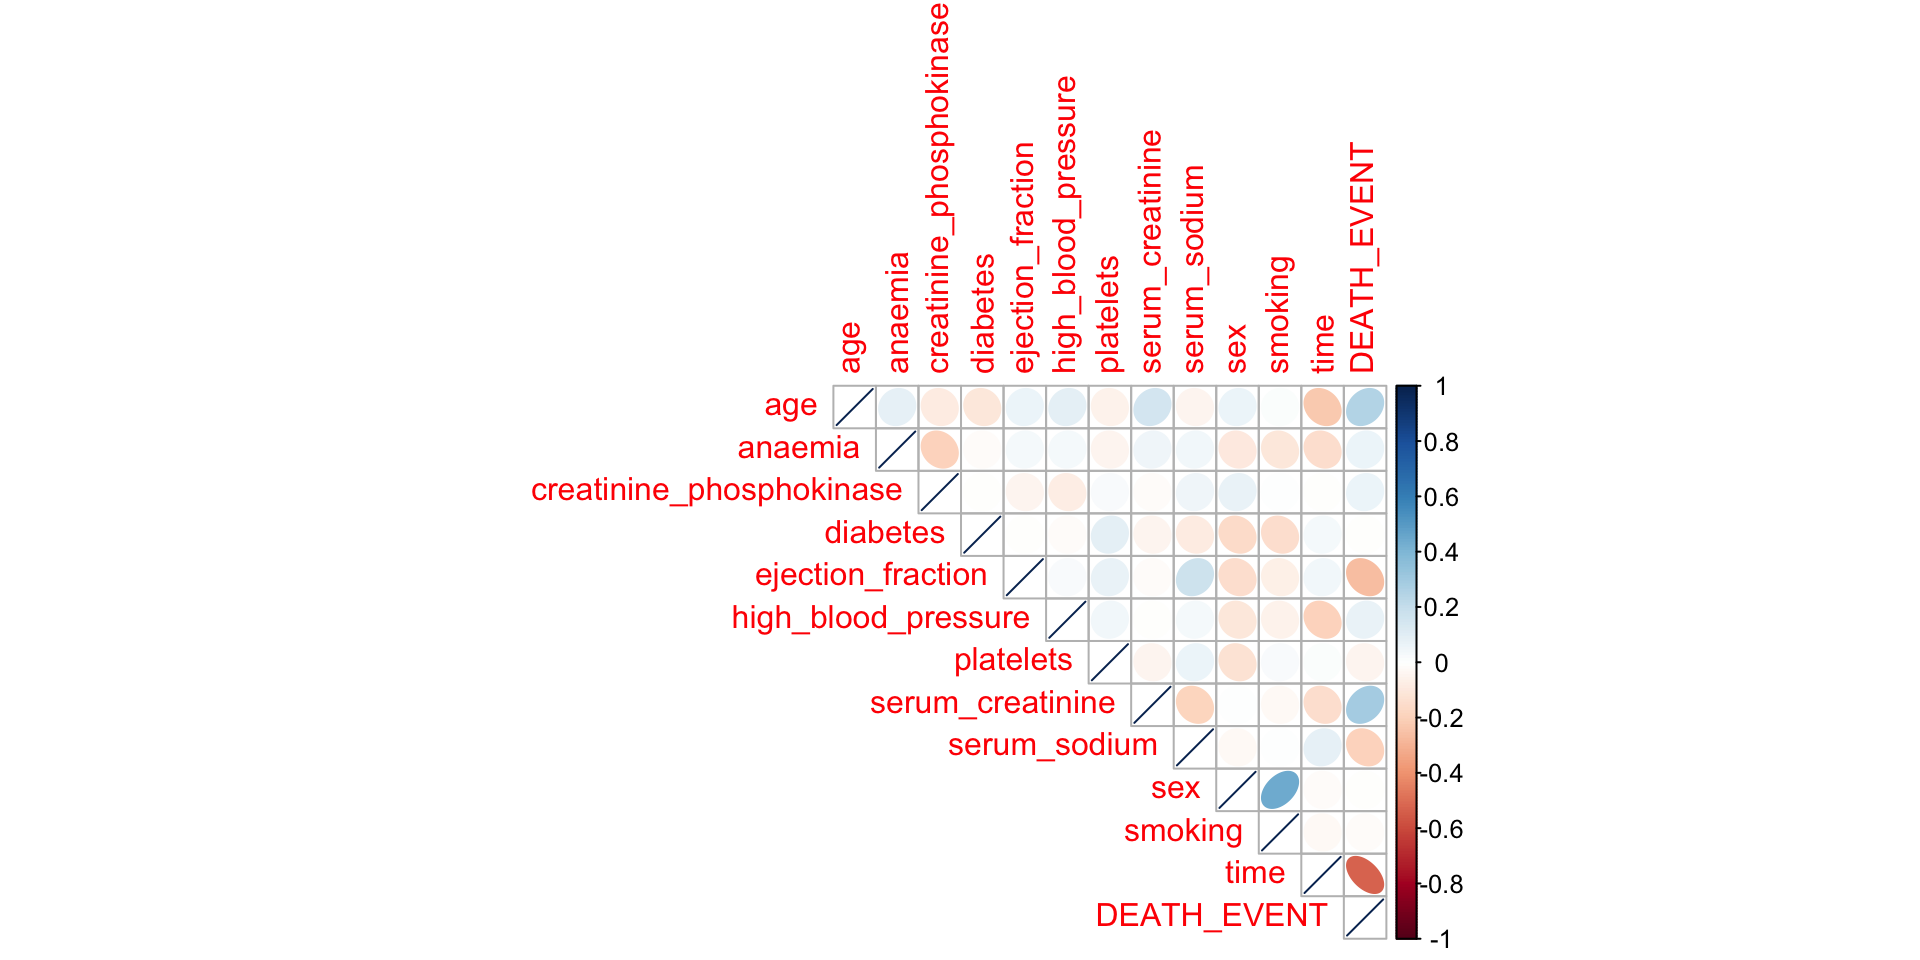 age
anaemia
creatinine_phosphokinase
diabetes
ejection_fraction
high_blood_pressure
platelets
serum_creatinine
serum_sodium
sex
smoking
time
DEATH_EVENT
age
anaemia
creatinine_phosphokinase
diabetes
ejection_fraction
high_blood_pressure
platelets
serum_creatinine
serum_sodium
sex
smoking
time
DEATH_EVENT
1
0.8
0.6
0.4
0.2
0
-0.2
-0.4
-0.6
-0.8
-1